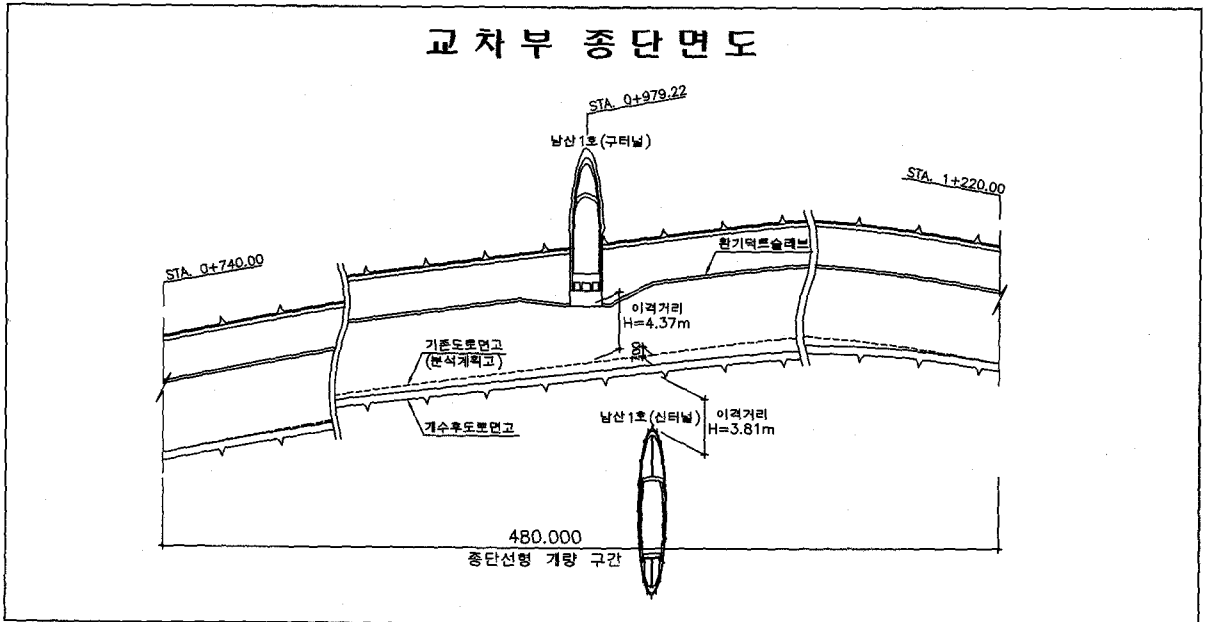 교차부 종단면도
STA. 0+979.22
남산1호(구터널)
STA. 1+220.00
환기덕트슬래브
STA. 0+740.00
이격거리
H=4.37m
기존도로면고
(분석계획고)
700
남산1호(신터널)
이격거리
H=3.81m
개수후도로면고
480.000
종단선형 개량 구간